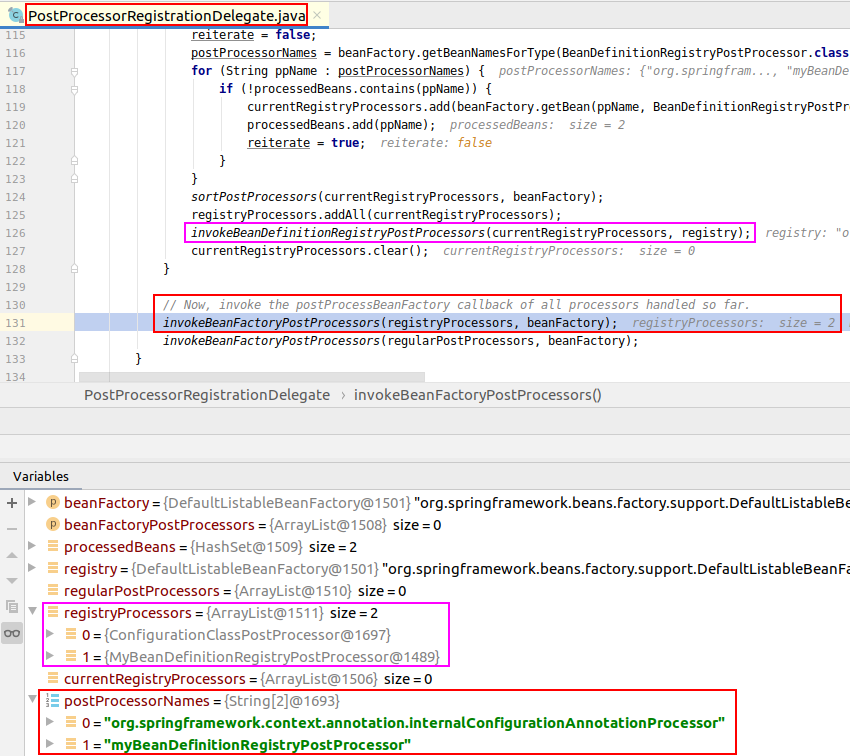 PostProcessorRegistrationDelegate.java
115 reiterate = false;
116 postProcessorNames = beanFactory.getBeanNamesForType(BeanDefinitionRegistryPostProcessor.class
117 for (String ppName : postProcessorNames) { postProcessorNames: {"org.springfram..., "myBeanDe
118 if (!processedBeans.contains(ppName)) {
119 currentRegistryProcessors.add(beanFactory.getBean(ppName, BeanDefinitionRegistryPostPr
120 processedBeans.add(ppName); processedBeans: size = 2
121 reiterate = true; reiterate: false
122 }
123 }
124 sortPostProcessors(currentRegistryProcessors, beanFactory);
125 registryProcessors.addAll(currentRegistryProcessors);
126 invokeBeanDefinitionRegistryPostProcessors(currentRegistryProcessors, registry); registry: "o
127 currentRegistryProcessors.clear(); currentRegistryProcessors: size = 0
128 }
129
130 // Now, invoke the postProcessBeanFactory callback of all processors handled so far.
131 invokeBeanFactoryPostProcessors(registryProcessors, beanFactory); registryProcessors: size = 2
132 invokeBeanFactoryPostProcessors(regularPostProcessors, beanFactory);
133 }
134
PostProcessorRegistrationDelegate › invokeBeanFactoryPostProcessors()
Variables
beanFactory = {DefaultListableBeanFactory@1501} "org.springframework.beans.factory.support.DefaultListableBe
beanFactoryPostProcessors = {ArrayList@1508} size = 0
processedBeans = {HashSet@1509} size = 2
registry = {DefaultListableBeanFactory@1501} "org.springframework.beans.factory.support.DefaultListableBeanFa
regularPostProcessors = {ArrayList@1510} size = 0
registryProcessors = {ArrayList@1511} size = 2
0 = {ConfigurationClassPostProcessor@1697}
1 = {MyBeanDefinitionRegistryPostProcessor@1489}
currentRegistryProcessors = {ArrayList@1506} size = 0
postProcessorNames = {String[2]@1693}
0 = "org.springframework.context.annotation.internalConfigurationAnnotationProcessor"
1 = "myBeanDefinitionRegistryPostProcessor"